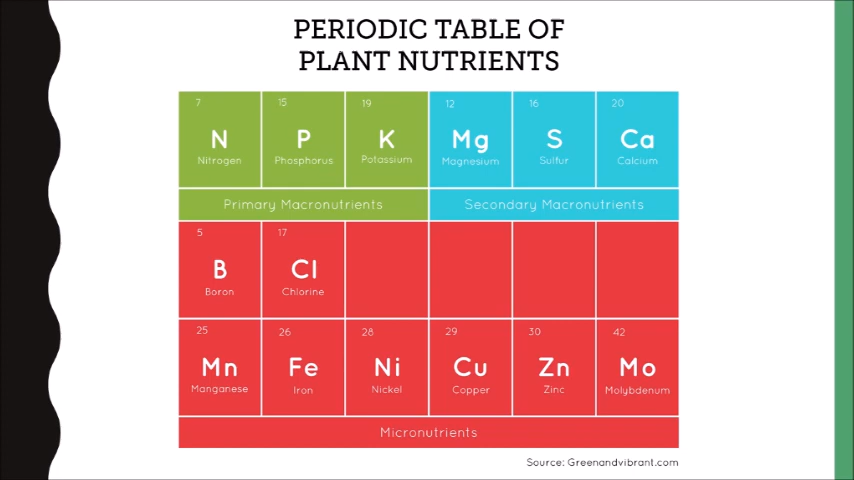 PERIODIC TABLE OF
PLANT NUTRIENTS
7 15 19 12 16 20
N P K Mg S Ca
Nitrogen Phosphorus Potassium Magnesium Sulfur Calcium
Primary Macronutrients Secondary Macronutrients
5 17
B Cl
Boron Chlorine
25 26 28 29 30 42
Mn Fe Ni Cu Zn Mo
Manganese Iron Nickel Copper Zinc Molybdenum
Micronutrients
Source: Greenandvibrant.com